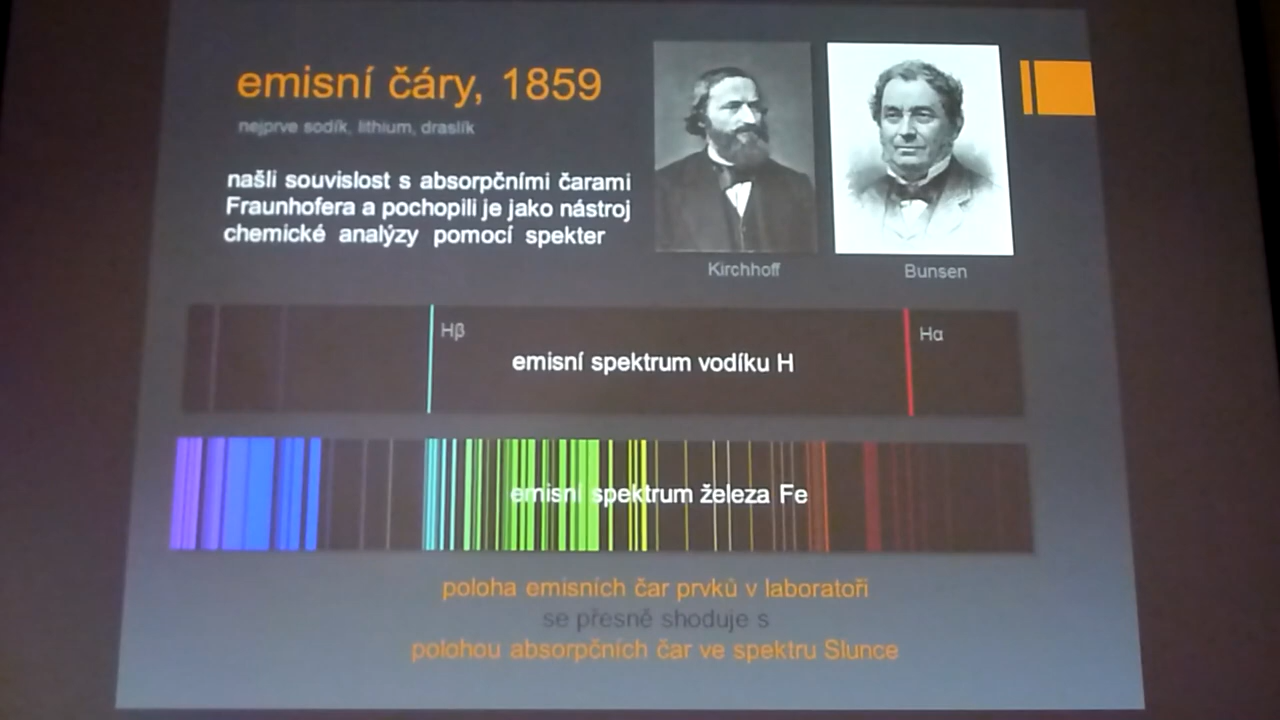 emisní čáry, 1859
nejprve sodík, lithium, draslík
našli souvislost s absorpčními čarami
Fraunhofera a pochopili je jako nástroj
chemické analýzy pomocí spekter
Kirchhoff
Bunsen
Hβ
Hα
emisní spektrum vodíku H
emisní spektrum železa Fe
poloha emisních čar prvků v laboratoři
se přesně shoduje s
polohou absorpčních čar ve spektru Slunce